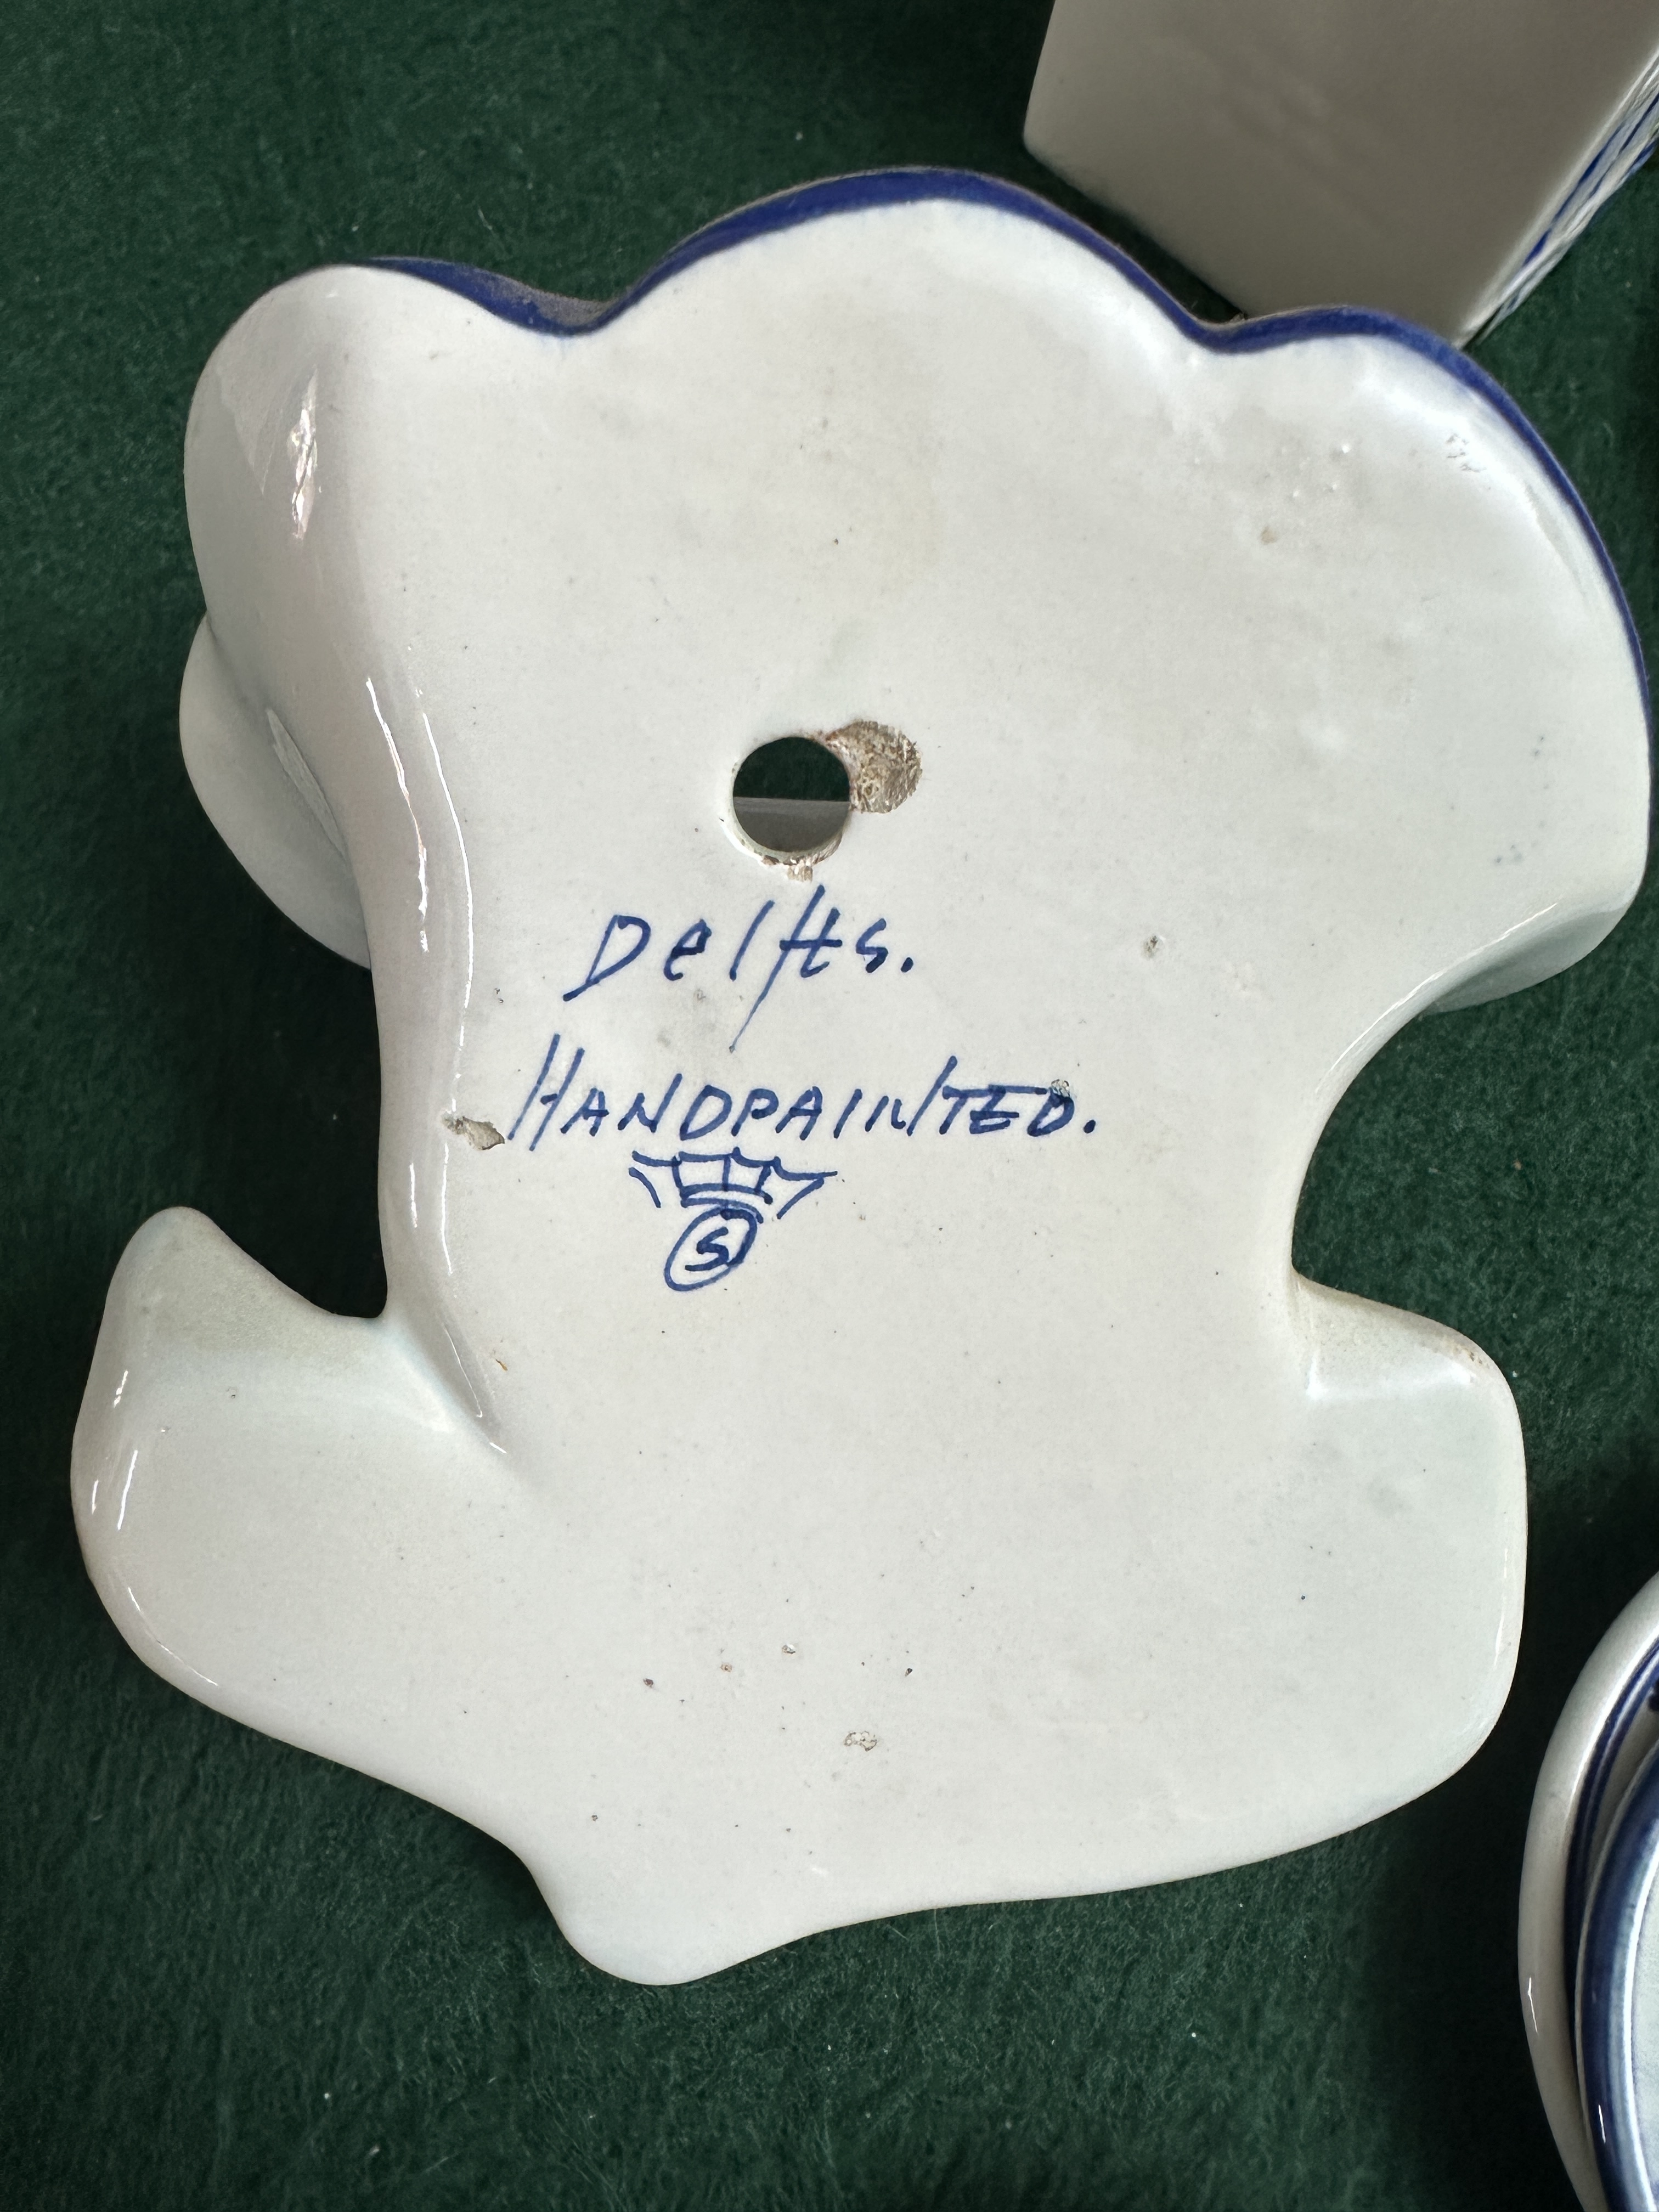 Delfts.
HANDPAINTED.
S